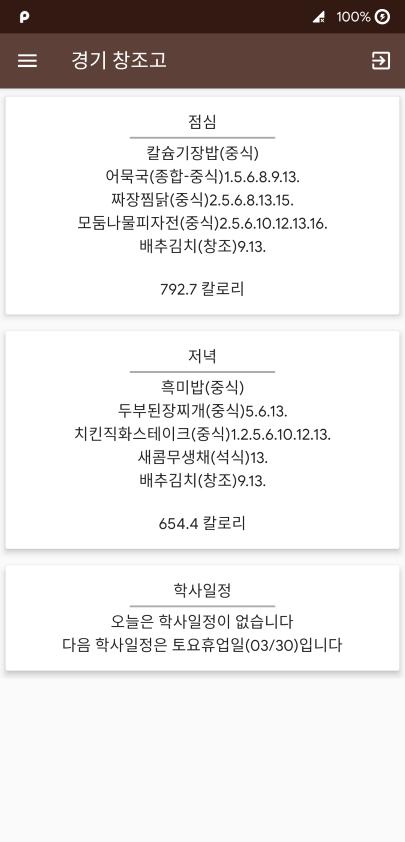 100%
경기 창조고
점심
칼슘기장밥(중식)
어묵국(종합-중식)1.5.6.8.9.13.
짜장찜닭(중식)2.5.6.8.13.15.
모둠나물피자전(중식)2.5.6.10.12.13.16.
배추김치(창조)9.13.
792.7 칼로리
저녁
흑미밥(중식)
두부된장찌개(중식)5.6.13.
치킨직화스테이크(중식)1.2.5.6.10.12.13.
새콤무생채(석식)13.
배추김치(창조)9.13.
654.4 칼로리
학사일정
오늘은 학사일정이 없습니다
다음 학사일정은 토요휴업일(03/30)입니다